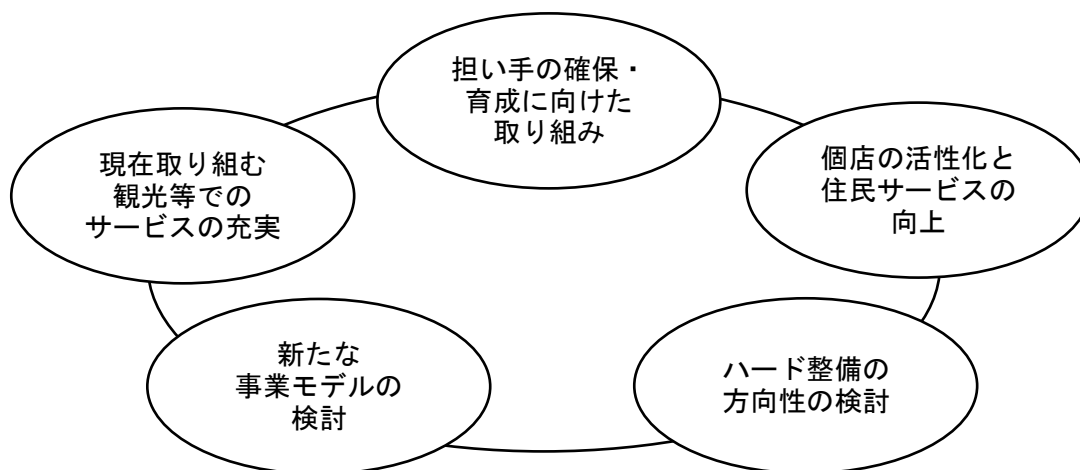 担い手の確保・
育成に向けた
取り組み
現在取り組む
観光等での
サービスの充実
個店の活性化と
住民サービスの
向上
新たな
事業モデルの
検討
ハード整備の
方向性の検討